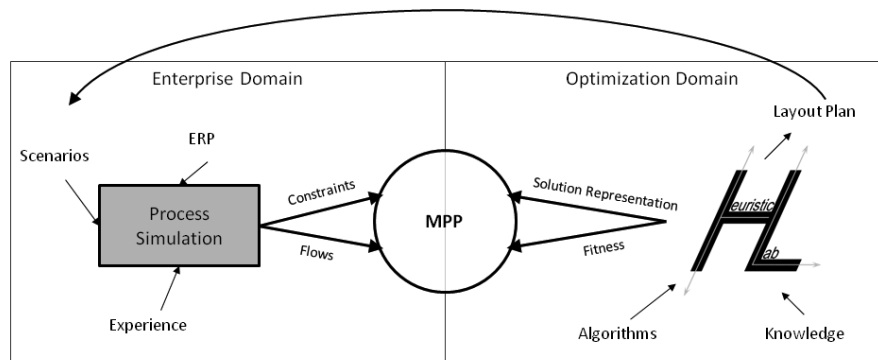 Enterprise Domain
Optimization Domain
Layout Plan
ERP
Scenarios
Constraints
Solution Representation
Process
Simulation
MPP
euristic
Flows
Fitness
ab
Experience
Algorithms
Knowledge